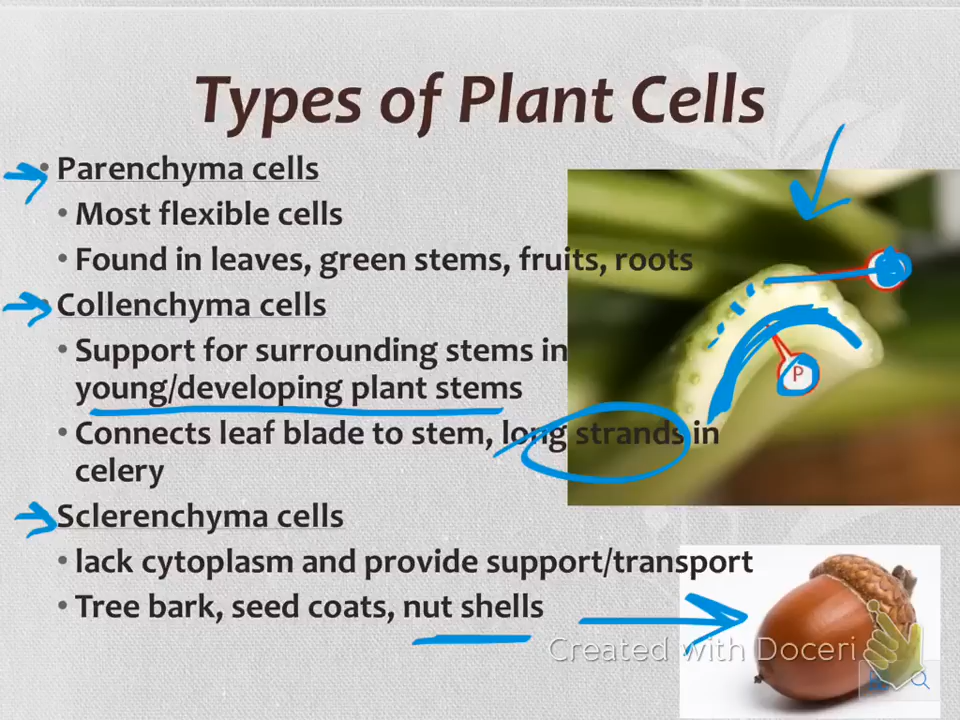 Types of Plant Cells
• Parenchyma cells
• Most flexible cells
• Found in leaves, green stems, fruits, roots
• Collenchyma cells
• Support for surrounding stems in
young/developing plant stems
• Connects leaf blade to stem, long strands in
celery
Sclerenchyma cells
• lack cytoplasm and provide support/transport
• Tree bark, seed coats, nut shells
P
Created with Doceri